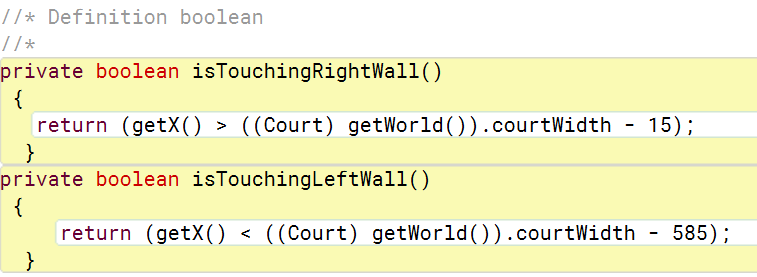 //* Definition boolean
//*
private boolean isTouchingRightWall()
{
return (getX() > ((Court) getWorld()).courtWidth - 15);
}
private boolean isTouchingLeftWall()
{
return (getX() < ((Court) getWorld()).courtWidth - 585);
}